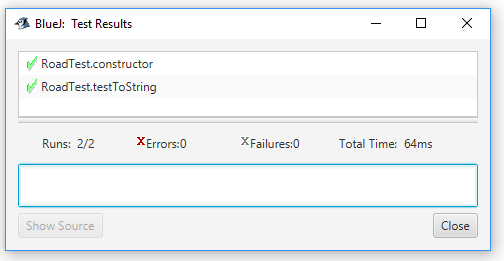 BlueJ: Test Results
RoadTest.constructor
RoadTest.testToString
Runs: 2/2 Errors:0 Failures:0 Total Time: 64ms
Show Source Close